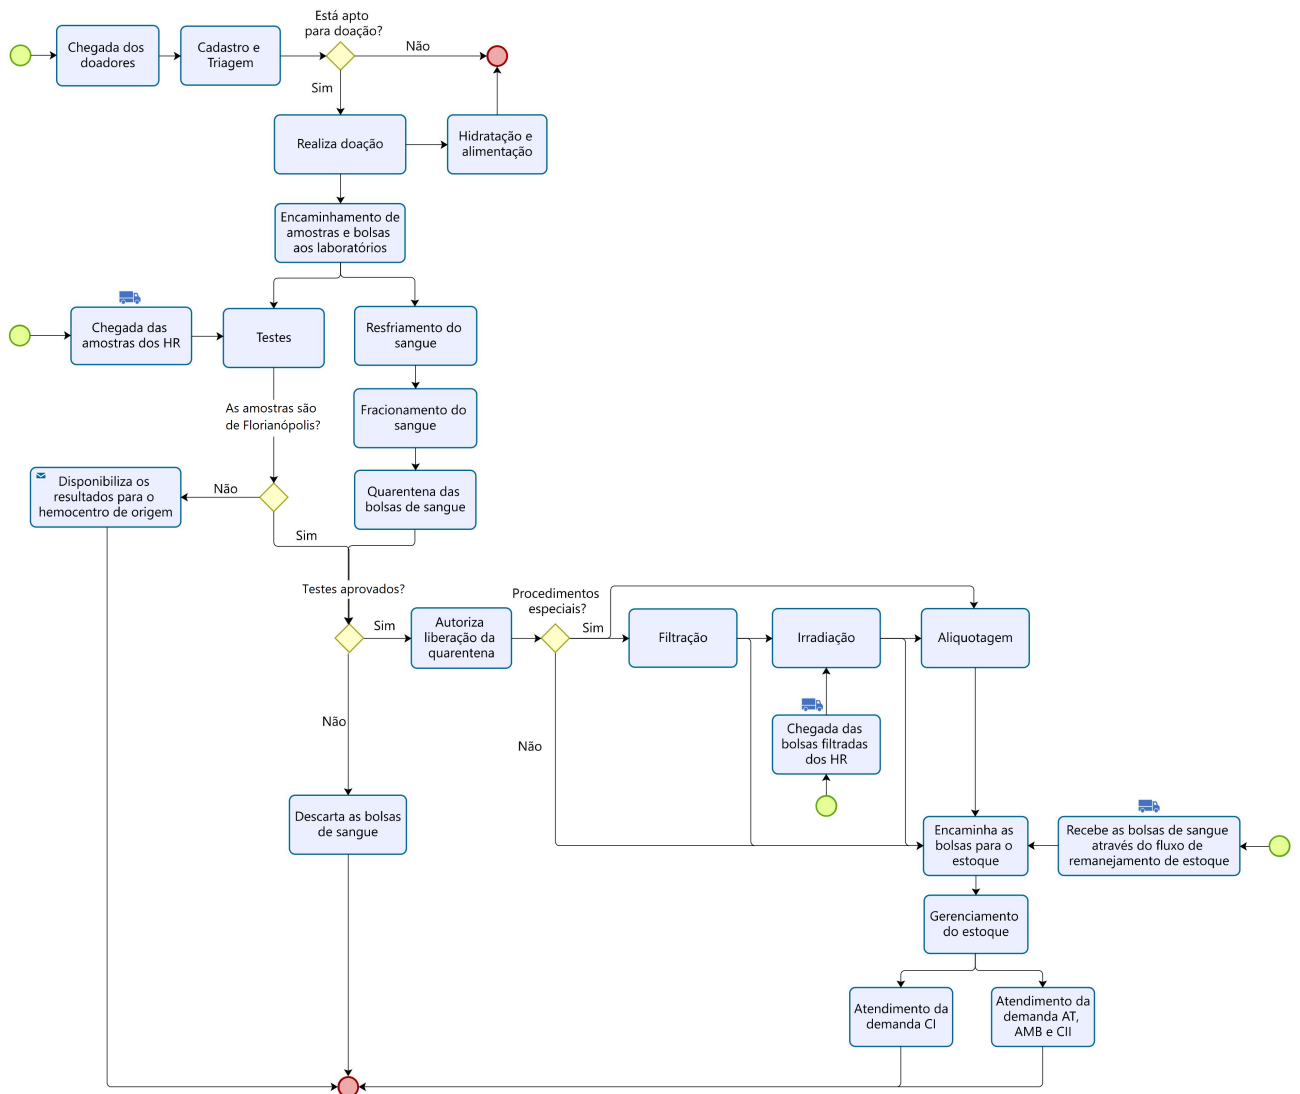 Está apto
para doação?
Chegada dos
doadores
Cadastro e
Triagem
Não
Sim
Realiza doação
Hidratação e
alimentação
Encaminhamento de
amostras e bolsas
aos laboratórios
Chegada das
amostras dos HR
Testes
Resfriamento do
sangue
As amostras são
de Florianópolis?
Fracionamento do
sangue
Disponibiliza os
resultados para o
hemocentro de origem
Não
Quarentena das
bolsas de sangue
Sim
Testes aprovados?
Sim
Autoriza
liberação da
quarentena
Procedimentos
especiais?
Sim
Filtração
Irradiação
Aliquotagem
Não
Não
Chegada das
bolsas filtradas
dos HR
Descarta as bolsas
de sangue
Encaminha as
bolsas para o
estoque
Recebe as bolsas de sangue
através do fluxo de
remanejamento de estoque
Gerenciamento
do estoque
Atendimento da
demanda CI
Atendimento da
demanda AT,
AMB e CII